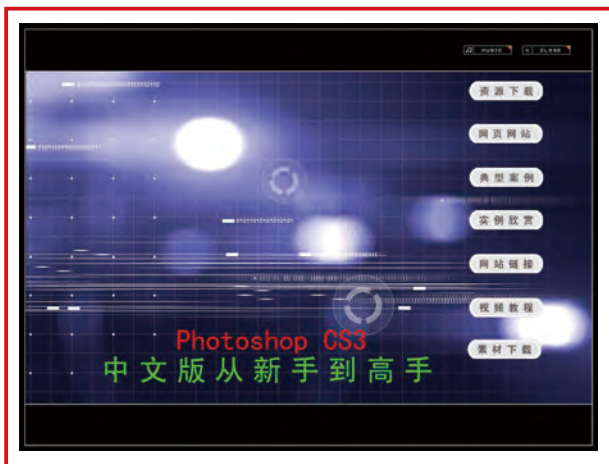 MUSIC
CLOSE
资源下载
网页网站
典型案例
实例欣赏
网站链接
视频教程
素材下载
Photoshop CS3
中文版从新手到高手